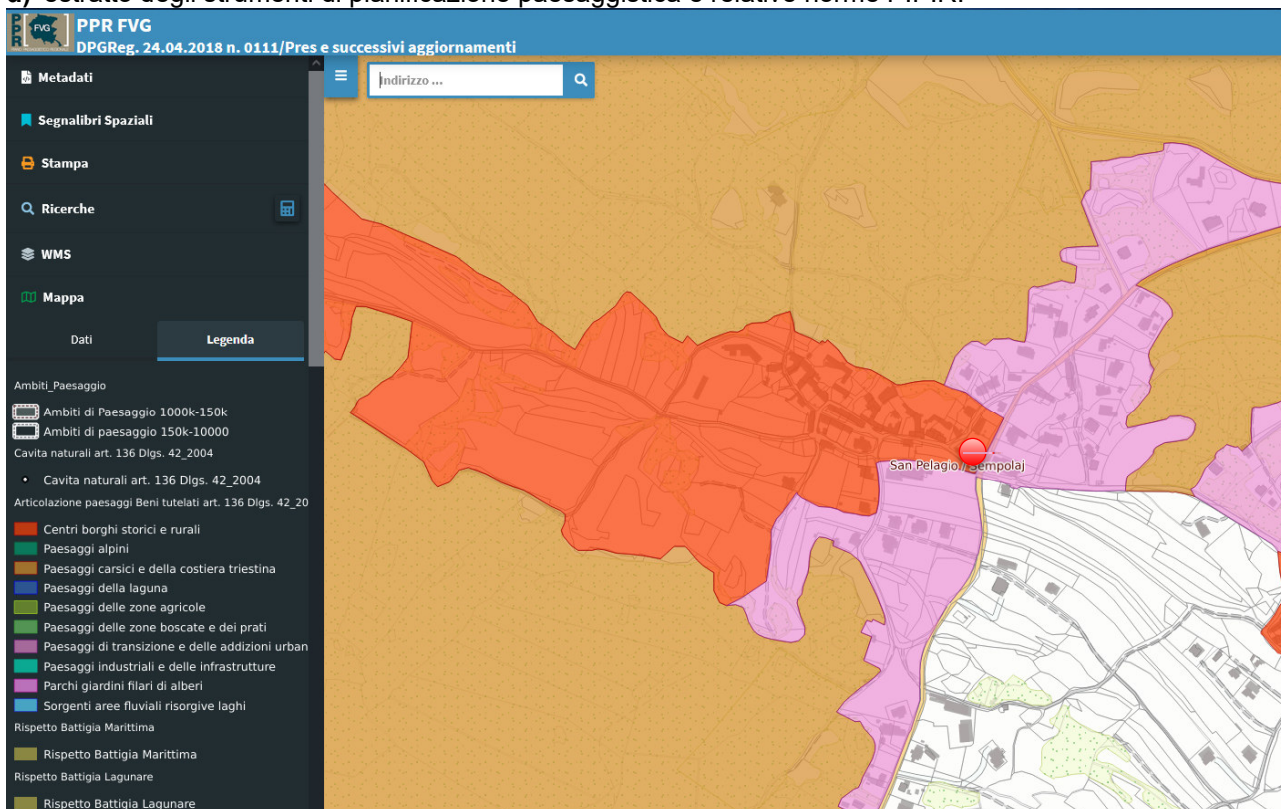 PPR FVG
DPGReg. 24.04.2018 n. 0111/Pres e successivi aggiornamenti
FVG
Metadati
Indirizzo ...
Segnalibri Spaziali
Stampa
Ricerche
WMS
Mappa
Dati
Legenda
Ambiti_Paesaggio
Ambiti di Paesaggio 1000k-150k
Ambiti di paesaggio 150k-10000
Cavita naturali art. 136 Dlgs. 42_2004
Cavita naturali art. 136 Dlgs. 42_2004
Articolazione paesaggi Beni tutelati art. 136 Dlgs. 42_20
Centri borghi storici e rurali
Paesaggi alpini
Paesaggi carsici e della costiera triestina
Paesaggi della laguna
Paesaggi delle zone agricole
Paesaggi delle zone boscate e dei prati
Paesaggi di transizione e delle addizioni urban
Paesaggi industriali e delle infrastrutture
Parchi giardini filari di alberi
Sorgenti aree fluviali risorgive laghi
Rispetto Battigia Marittima
Rispetto Battigia Marittima
Rispetto Battigia Lagunare
Rispetto Battigia Lagunare
San Pelagio / Sempolaj